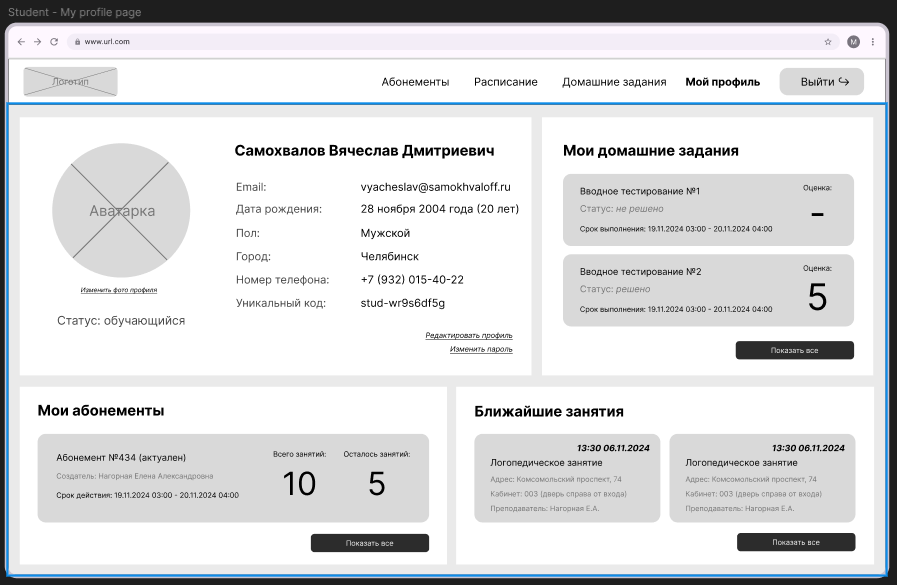 Student - My profile page
www.url.com
M
Логотип
Абонементы
Расписание
Домашние задания
Мой профиль
Выйти
Аватарка
Изменить фото профиля
Статус: обучающийся
Самохвалов Вячеслав Дмитриевич
Email: vyacheslav@samokhvaloff.ru
Дата рождения: 28 ноября 2004 года (20 лет)
Пол: Мужской
Город: Челябинск
Номер телефона: +7 (932) 015-40-22
Уникальный код: stud-wr9s6df5g
Редактировать профиль
Изменить пароль
Мои домашние задания
Вводное тестирование №1
Статус: не решено
Срок выполнения: 19.11.2024 03:00 - 20.11.2024 04:00
Оценка:
-
Вводное тестирование №2
Статус: решено
Срок выполнения: 19.11.2024 03:00 - 20.11.2024 04:00
Оценка:
5
Показать все
Мои абонементы
Абонемент №434 (актуален)
Создатель: Нагорная Елена Александровна
Срок действия: 19.11.2024 03:00 - 20.11.2024 04:00
Всего занятий:
10
Осталось занятий:
5
Показать все
Ближайшие занятия
13:30 06.11.2024
Логопедическое занятие
Адрес: Комсомольский проспект, 74
Кабинет: 003 (дверь справа от входа)
Преподаватель: Нагорная Е.А.
13:30 06.11.2024
Логопедическое занятие
Адрес: Комсомольский проспект, 74
Кабинет: 003 (дверь справа от входа)
Преподаватель: Нагорная Е.А.
Показать все